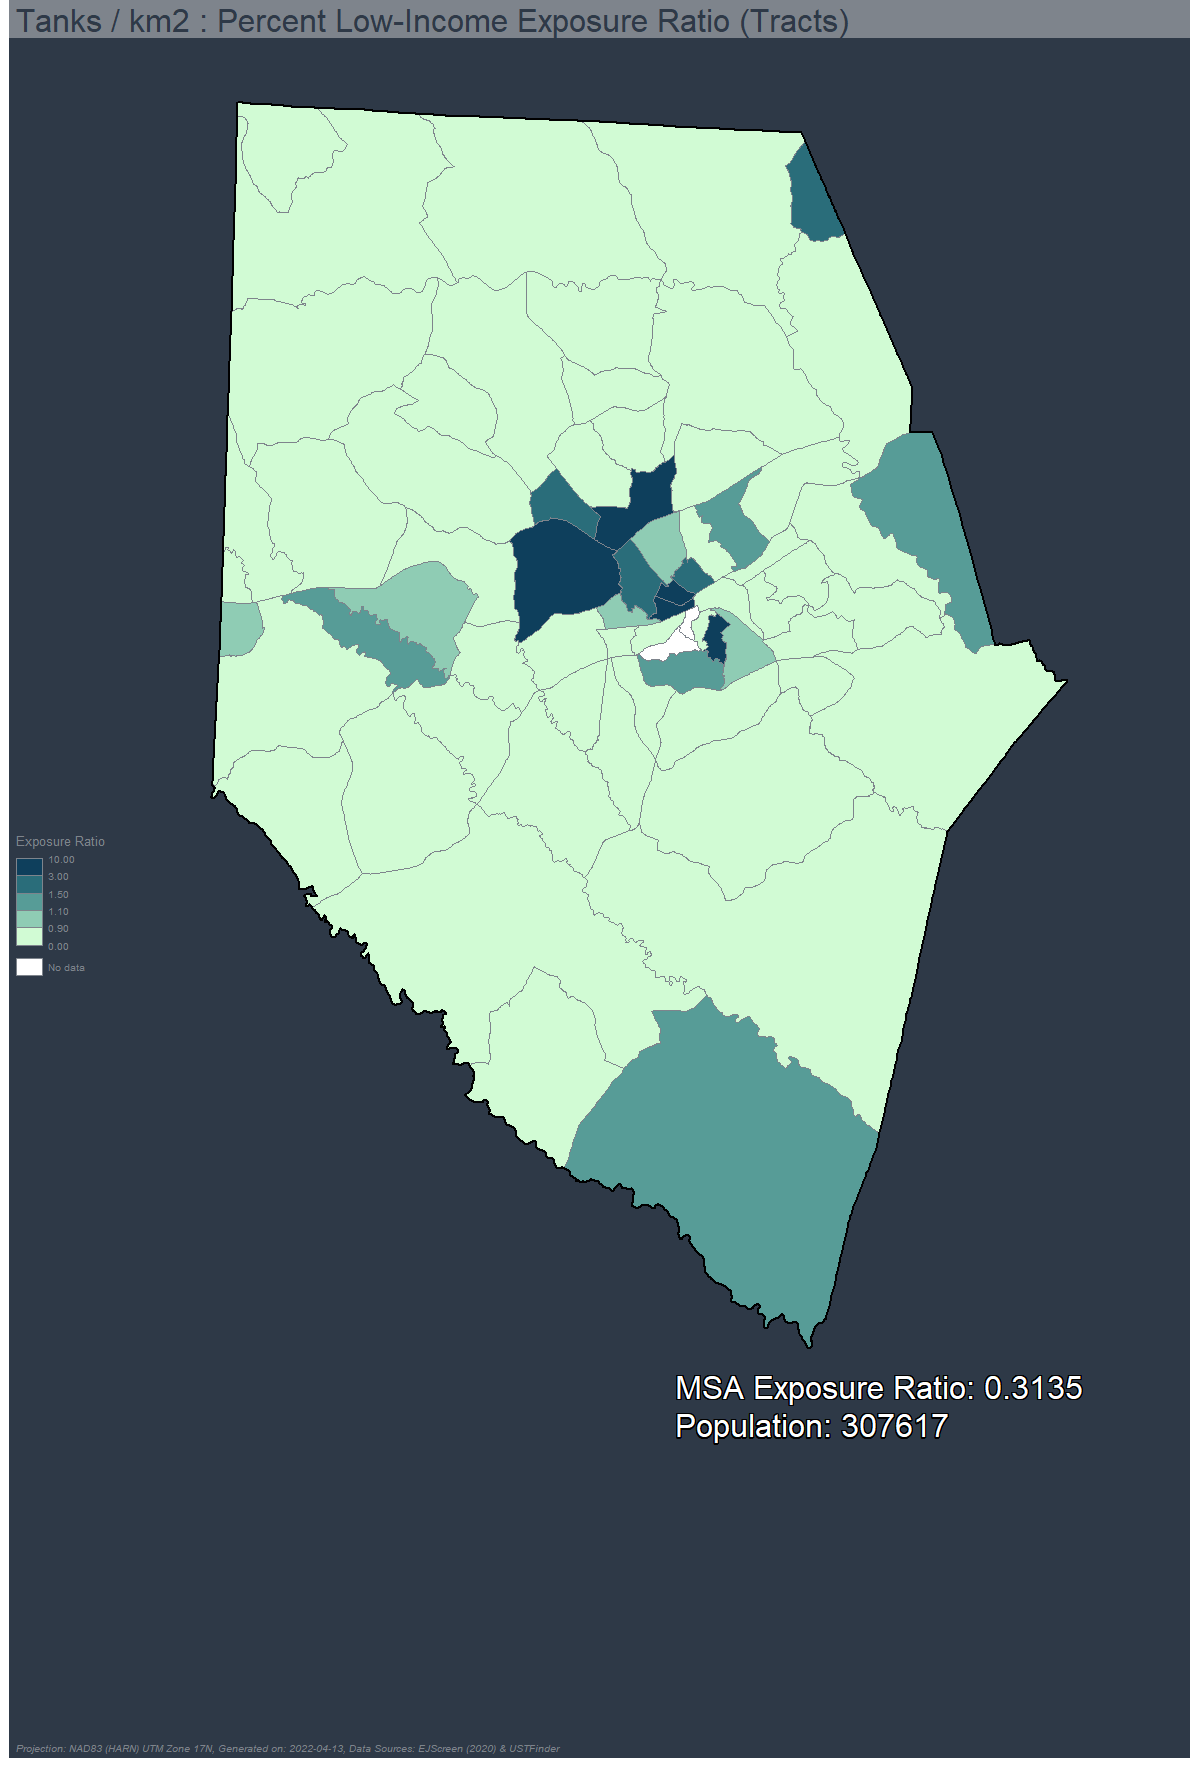 Tanks / km2 : Percent Low-Income Exposure Ratio (Tracts)
Exposure Ratio
10.00
3.00
1.50
1.10
0.90
0.00
No data
MSA Exposure Ratio: 0.3135
Population: 307617
Projection: NAD83 (HARN) UTM Zone 17N, Generated on: 2022-04-13, Data Sources: EJScreen (2020) & USTFinder